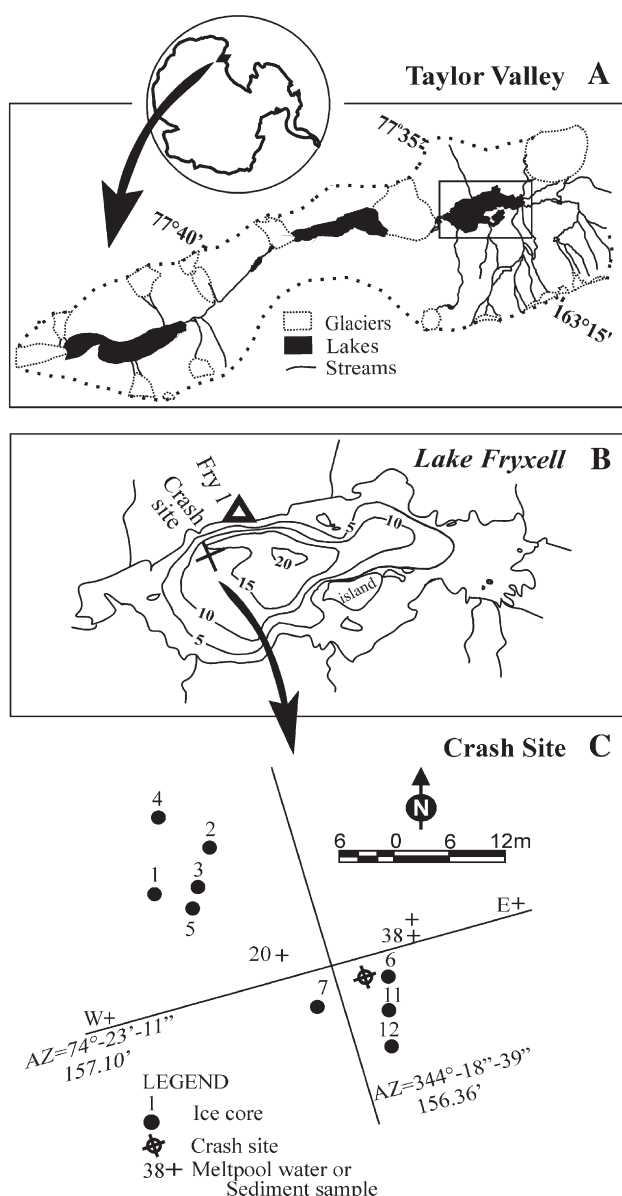 Taylor Valley A
77°35'
77°40'
163°15'
Glaciers
Lakes
Streams
Lake Fryxell B
Fry 1
Crash
site
5
10
20
15
island
10
5
Crash Site C
N
6 0 6 12m
4
2
1
3
5
E+
38+
+
20+
6
7
11
12
W+
AZ=74°-23'-11”
157.10'
AZ=344°-18”-39”
156.36'
LEGEND
1
Ice core
Crash site
38+ Meltpool water or
Sediment sample